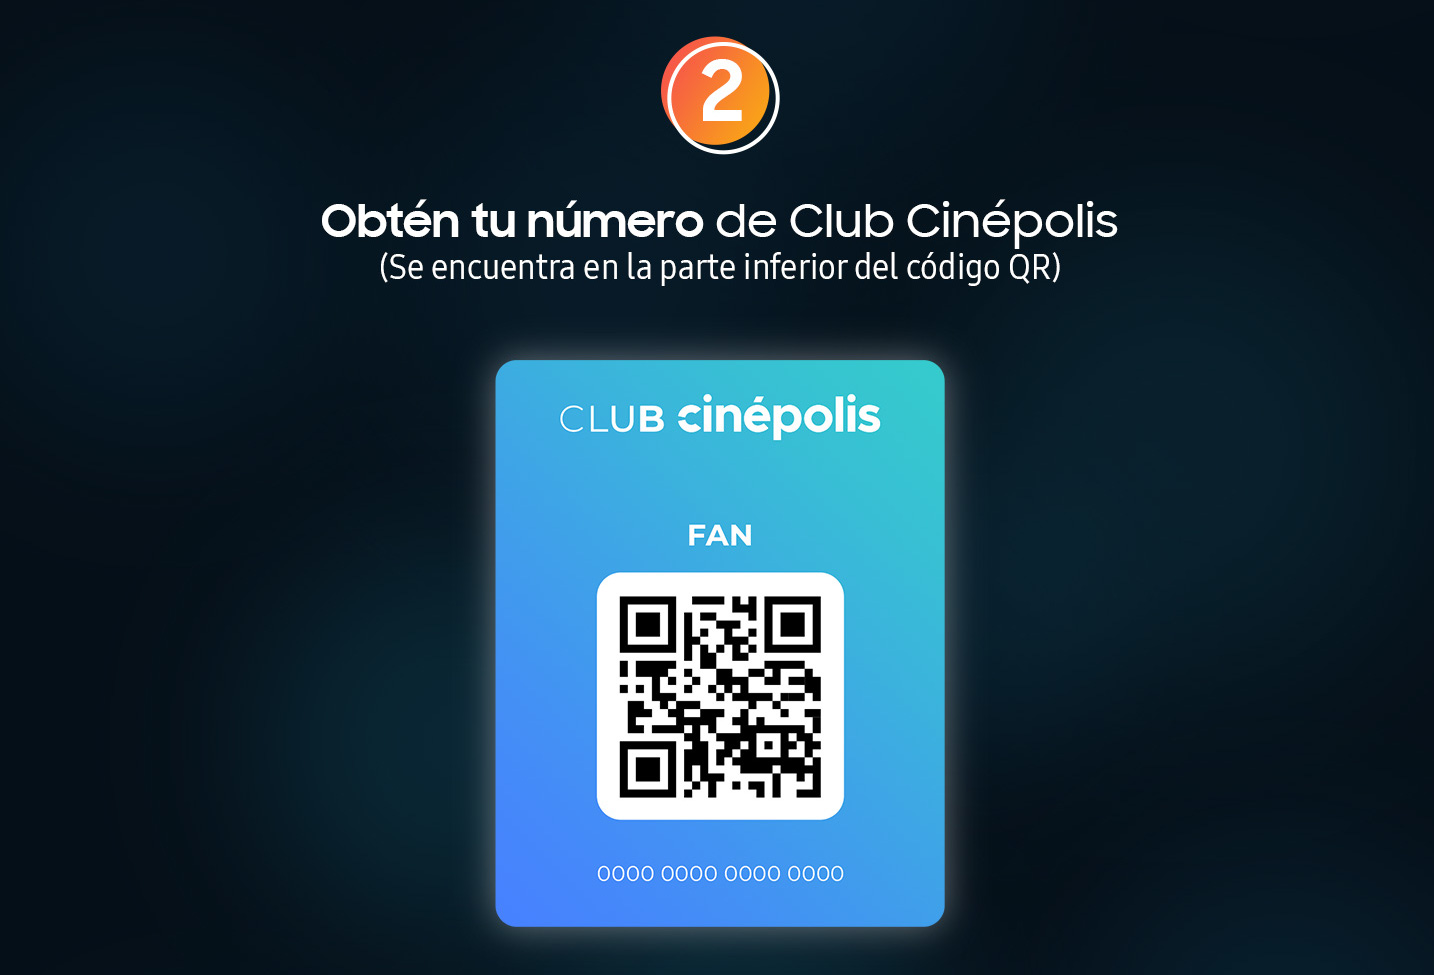 2
Obtén tu número de Club Cinépolis
(Se encuentra en la parte inferior del código QR)
CLUB cinépolis
FAN
0000 0000 0000 0000